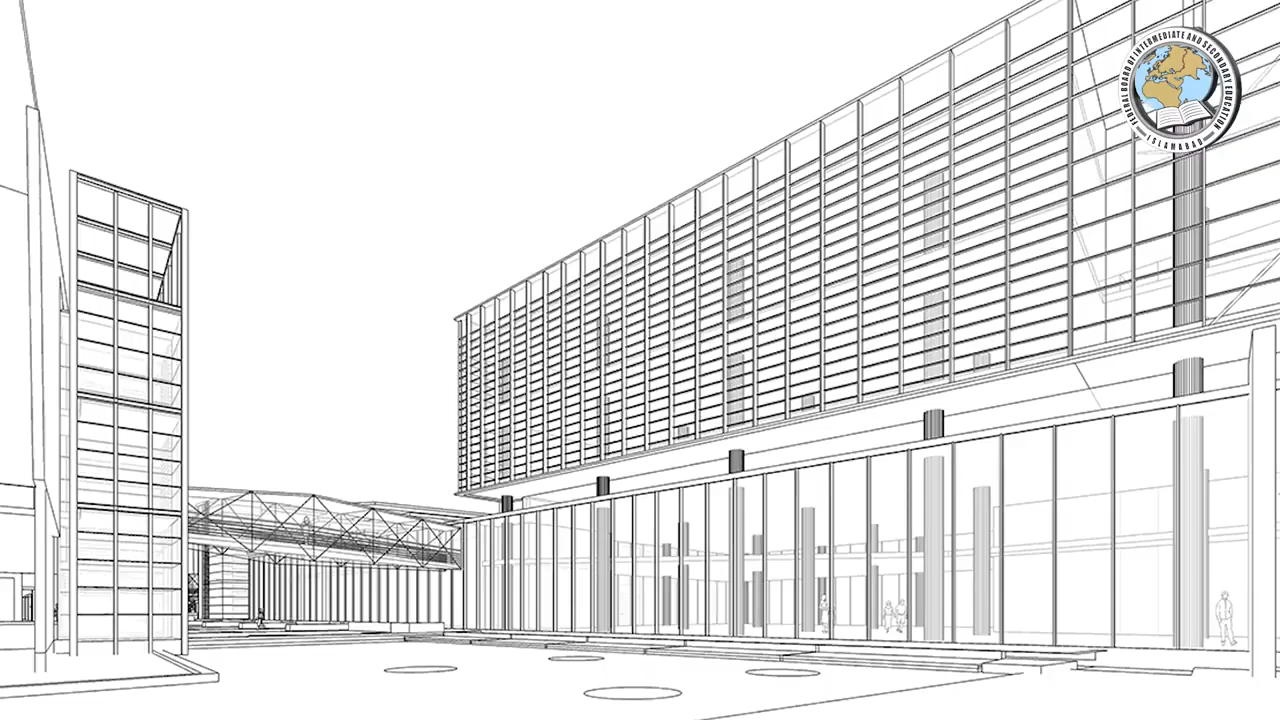 FEDERAL BOARD OF INTERMEDIATE AND SECONDARY EDUCATION
ISLAMABAD